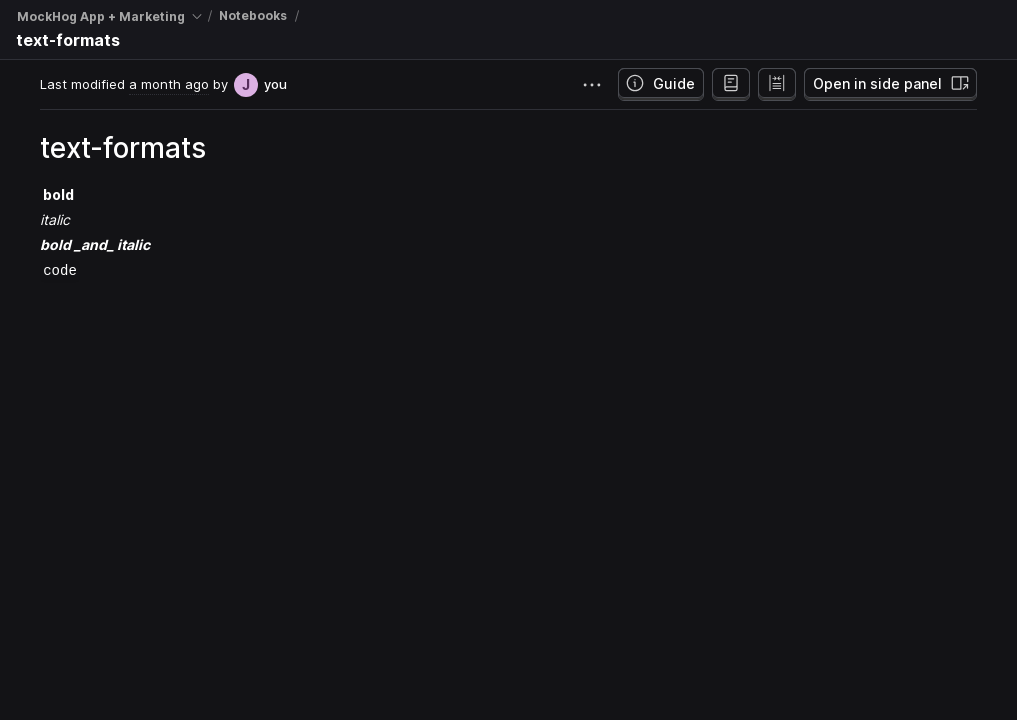 MockHog App + Marketing / Notebooks /
text-formats
Last modified a month ago by J you
Guide
Open in side panel
text-formats
bold
italic
bold _and_ italic
code